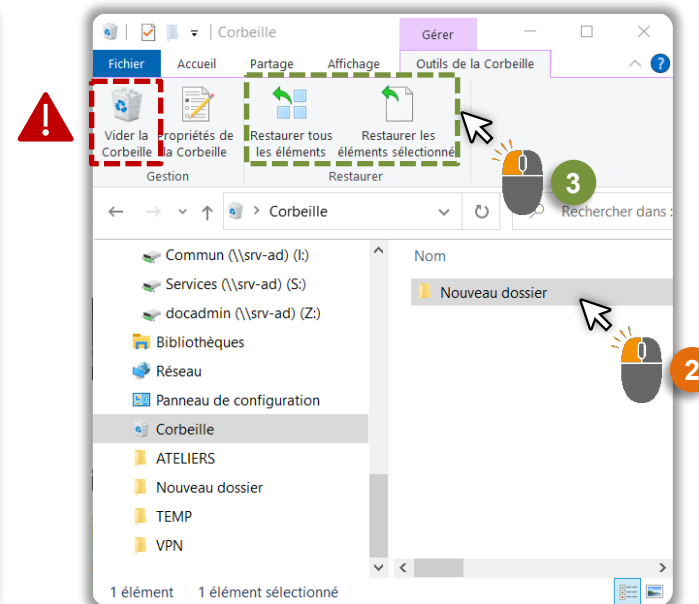 Corbeille
Gérer
Fichier
Accueil
Partage
Affichage
Outils de la Corbeille
?
Vider la
Corbeille
Propriétés de
la Corbeille
Restaurer tous
les éléments
Restaurer les
éléments sélectionné
Gestion
Restaurer
3
Corbeille
Rechercher dans :
Commun (\\srv-ad) (I:)
Services (\\srv-ad) (S:)
docadmin (\\srv-ad) (Z:)
Bibliothèques
Réseau
Panneau de configuration
Corbeille
ATELIERS
Nouveau dossier
TEMP
VPN
Nom
Nouveau dossier
2
1 élément
1 élément sélectionné